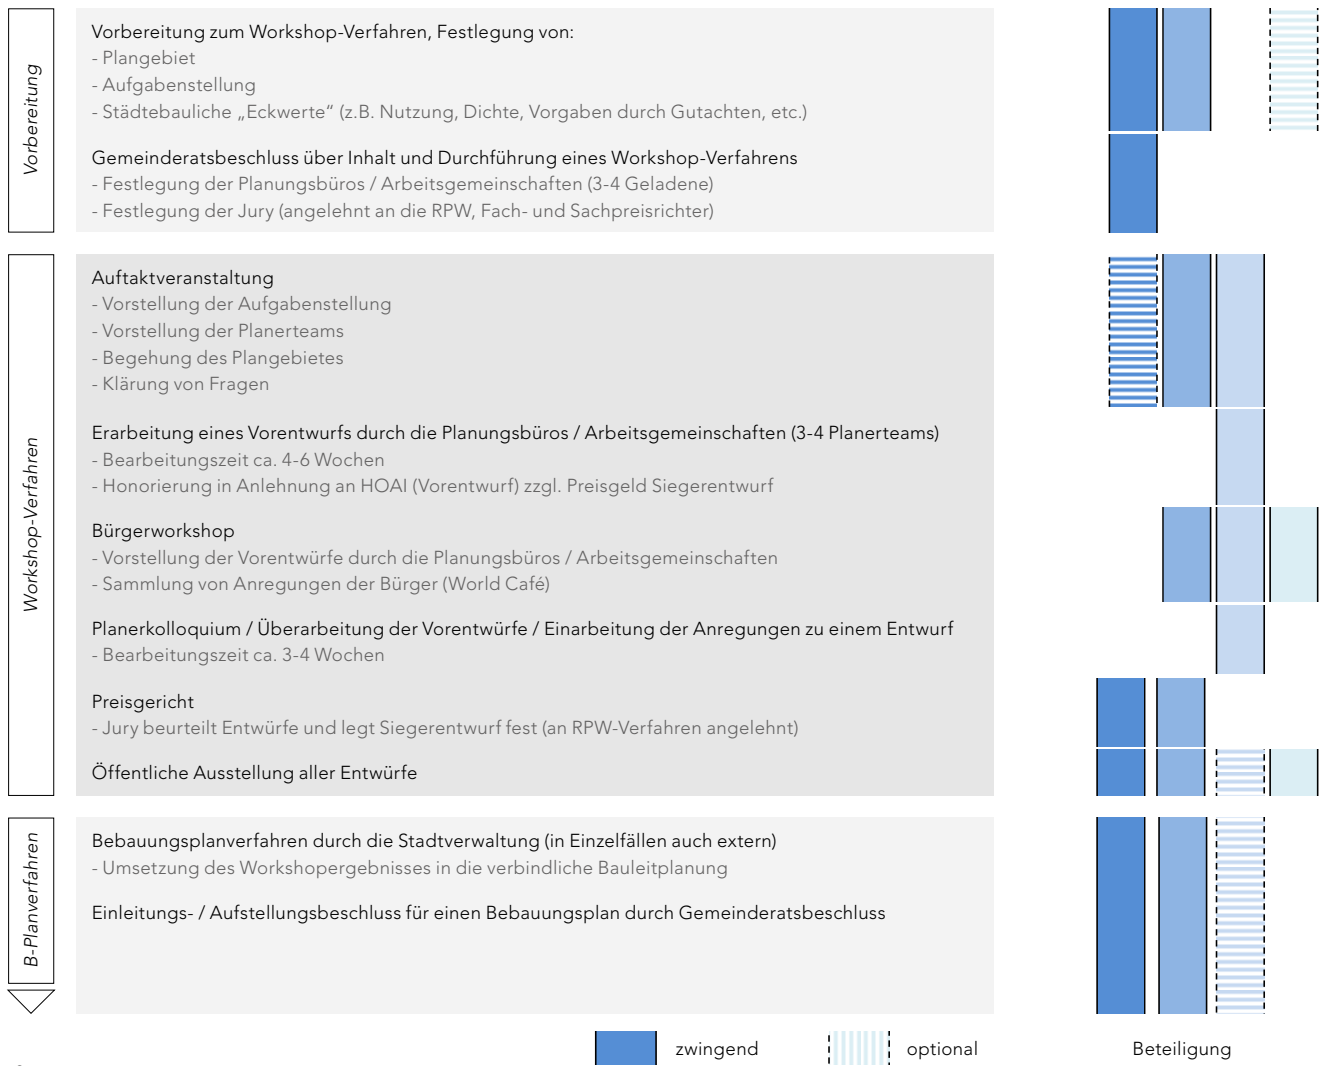 Vorbereitung
Vorbereitung zum Workshop-Verfahren, Festlegung von:
- Plangebiet
- Aufgabenstellung
- Städtebauliche „Eckwerte“ (z.B. Nutzung, Dichte, Vorgaben durch Gutachten, etc.)
Gemeinderatsbeschluss über Inhalt und Durchführung eines Workshop-Verfahrens
- Festlegung der Planungsbüros / Arbeitsgemeinschaften (3-4 Geladene)
- Festlegung der Jury (angelehnt an die RPW, Fach- und Sachpreisrichter)
Workshop-Verfahren
Auftaktveranstaltung
- Vorstellung der Aufgabenstellung
- Vorstellung der Planerteams
- Begehung des Plangebietes
- Klärung von Fragen
Erarbeitung eines Vorentwurfs durch die Planungsbüros / Arbeitsgemeinschaften (3-4 Planerteams)
- Bearbeitungszeit ca. 4-6 Wochen
- Honorierung in Anlehnung an HOAI (Vorentwurf) zzgl. Preisgeld Siegerentwurf
Bürgerworkshop
- Vorstellung der Vorentwürfe durch die Planungsbüros / Arbeitsgemeinschaften
- Sammlung von Anregungen der Bürger (World Café)
Planerkolloquium / Überarbeitung der Vorentwürfe / Einarbeitung der Anregungen zu einem Entwurf
- Bearbeitungszeit ca. 3-4 Wochen
Preisgericht
- Jury beurteilt Entwürfe und legt Siegerentwurf fest (an RPW-Verfahren angelehnt)
Öffentliche Ausstellung aller Entwürfe
B-Planverfahren
Bebauungsplanverfahren durch die Stadtverwaltung (in Einzelfällen auch extern)
- Umsetzung des Workshopergebnisses in die verbindliche Bauleitplanung
Einleitungs- / Aufstellungsbeschluss für einen Bebauungsplan durch Gemeinderatsbeschluss
zwingend
optional
Beteiligung